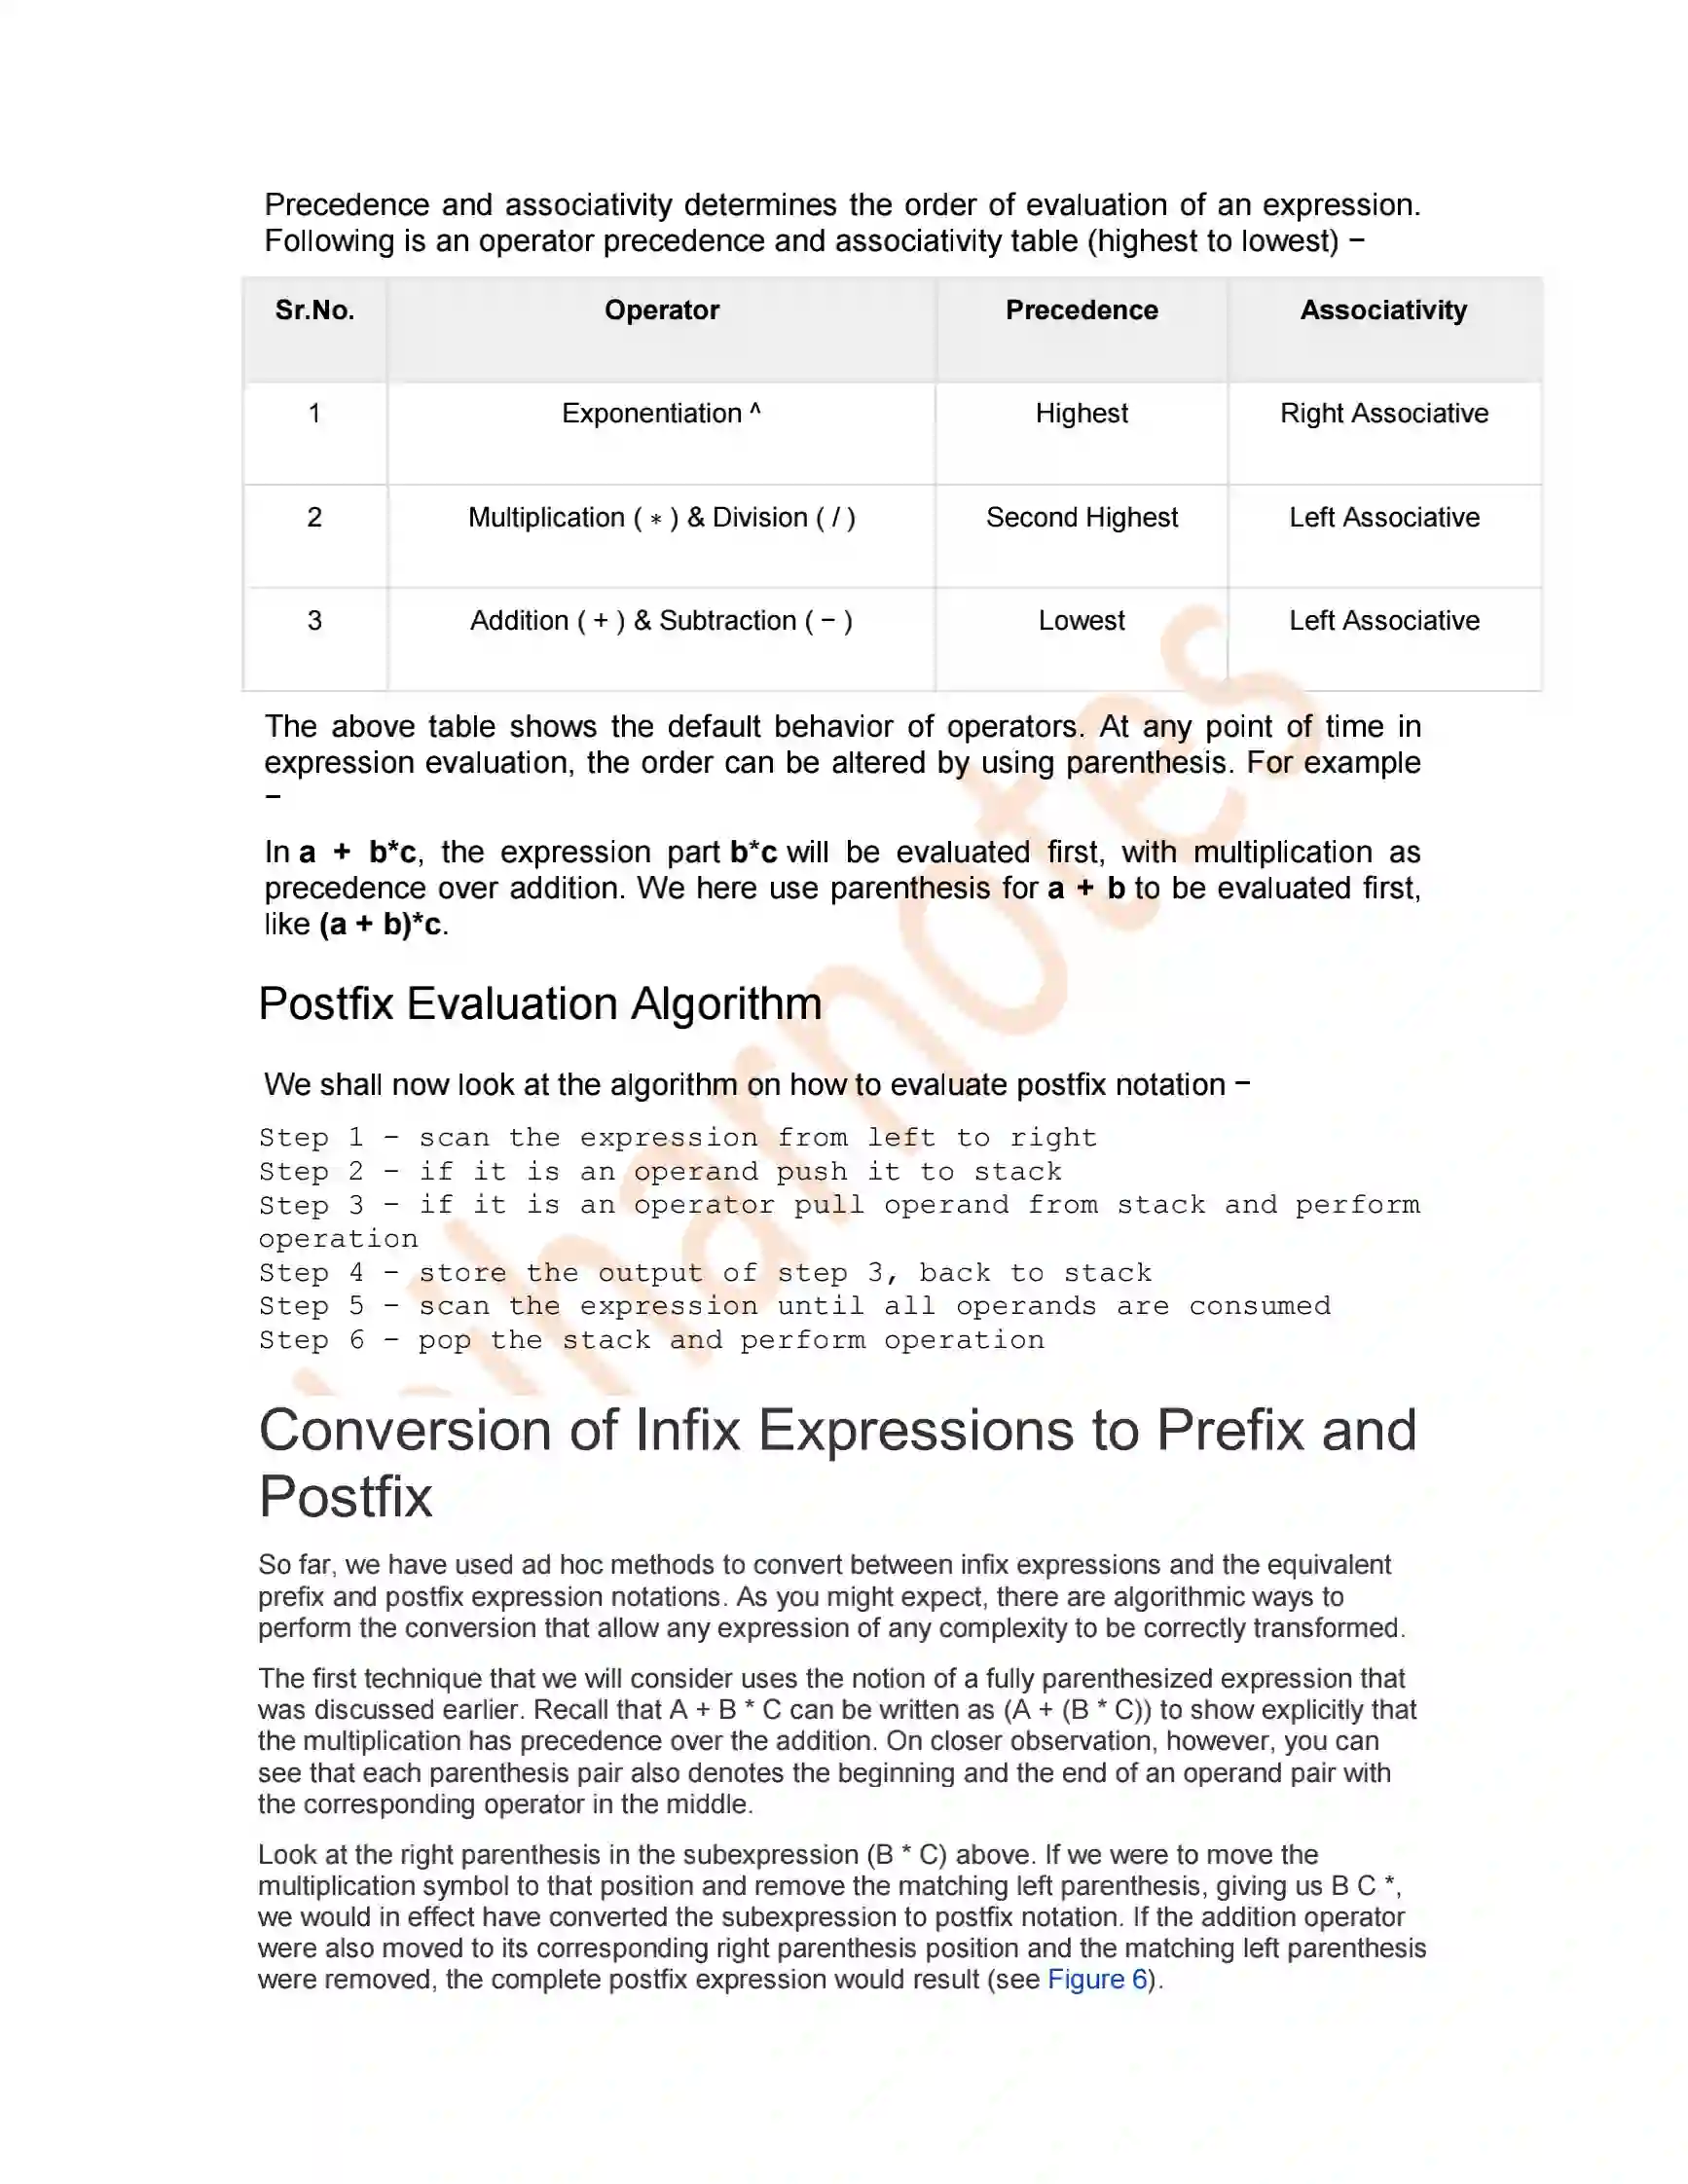 Precedence and associativity determines the order of evaluation of an expression.
Following is an operator precedence and associativity table (highest to lowest) −
Sr.No. Operator Precedence Associativity
1 Exponentiation ^ Highest Right Associative
2 Multiplication ( ∗ ) & Division ( / ) Second Highest Left Associative
3 Addition ( + ) & Subtraction ( − ) Lowest Left Associative
The above table shows the default behavior of operators. At any point of time in
expression evaluation, the order can be altered by using parenthesis. For example
−
In a + b*c, the expression part b*c will be evaluated first, with multiplication as
precedence over addition. We here use parenthesis for a + b to be evaluated first,
like (a + b)*c.
Postfix Evaluation Algorithm
We shall now look at the algorithm on how to evaluate postfix notation −
Step 1 − scan the expression from left to right
Step 2 − if it is an operand push it to stack
Step 3 − if it is an operator pull operand from stack and perform
operation
Step 4 − store the output of step 3, back to stack
Step 5 − scan the expression until all operands are consumed
Step 6 − pop the stack and perform operation
Conversion of Infix Expressions to Prefix and
Postfix
So far, we have used ad hoc methods to convert between infix expressions and the equivalent
prefix and postfix expression notations. As you might expect, there are algorithmic ways to
perform the conversion that allow any expression of any complexity to be correctly transformed.
The first technique that we will consider uses the notion of a fully parenthesized expression that
was discussed earlier. Recall that A + B * C can be written as (A + (B * C)) to show explicitly that
the multiplication has precedence over the addition. On closer observation, however, you can
see that each parenthesis pair also denotes the beginning and the end of an operand pair with
the corresponding operator in the middle.
Look at the right parenthesis in the subexpression (B * C) above. If we were to move the
multiplication symbol to that position and remove the matching left parenthesis, giving us B C *,
we would in effect have converted the subexpression to postfix notation. If the addition operator
were also moved to its corresponding right parenthesis position and the matching left parenthesis
were removed, the complete postfix expression would result (see Figure 6).